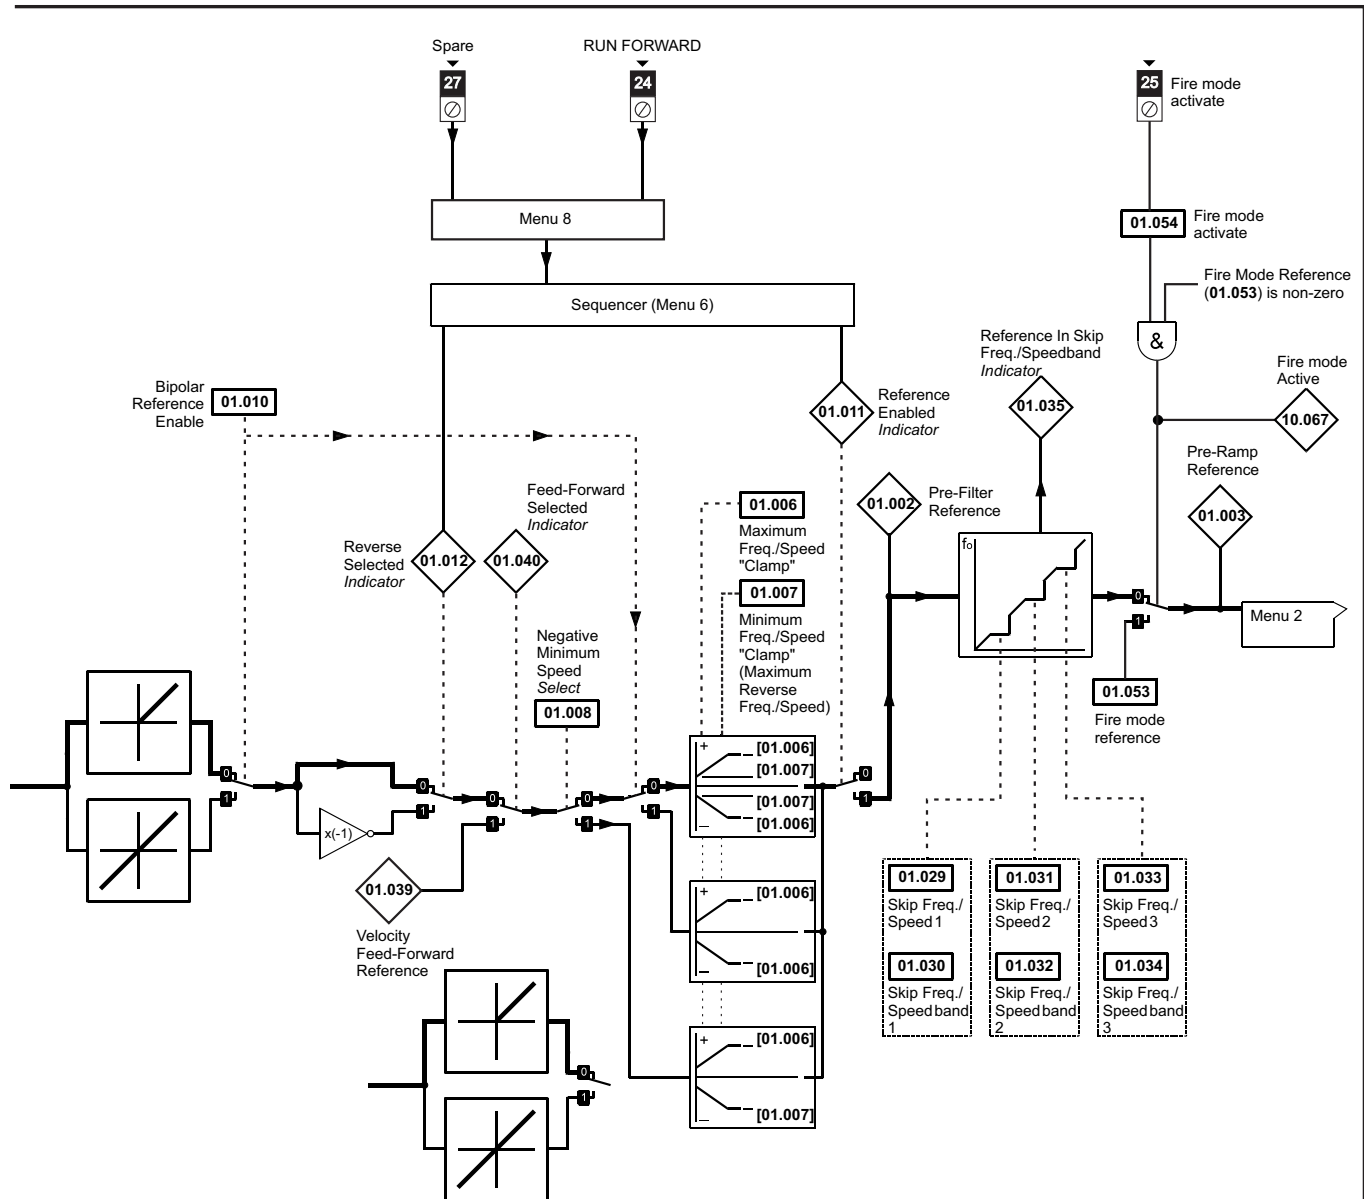 Spare
RUN FORWARD
27
24
25
Fire mode
activate
Menu 8
01.054
Fire mode
activate
Fire Mode Reference
(01.053) is non-zero
Sequencer (Menu 6)
&
Reference In Skip
Freq./Speedband
Indicator
01.035
Fire mode
Active
10.067
Bipolar
Reference
Enable
01.010
01.011
Reference
Enabled
Indicator
Pre-Ramp
Reference
01.003
Feed-Forward
Selected
Indicator
01.040
Reverse
Selected
Indicator
01.012
01.006
Maximum
Freq./Speed
"Clamp"
01.007
Minimum
Freq./Speed
"Clamp"
(Maximum
Reverse
Freq./Speed)
01.002
Pre-Filter
Reference
fo
0
1
Menu 2
01.053
Fire mode
reference
Negative
Minimum
Speed
Select
01.008
0
1
x(-1)
0
1
0
1
0
1
0
1
+
[01.006]
[01.007]
[01.007]
[01.006]
_
0
1
01.039
Velocity
Feed-Forward
Reference
+
[01.006]
[01.006]
_
+
[01.006]
[01.007]
_
0
1
01.029
Skip Freq./
Speed 1
01.030
Skip Freq./
Speed band
1
01.031
Skip Freq./
Speed 2
01.032
Skip Freq./
Speed band
2
01.033
Skip Freq./
Speed 3
01.034
Skip Freq./
Speed band
3